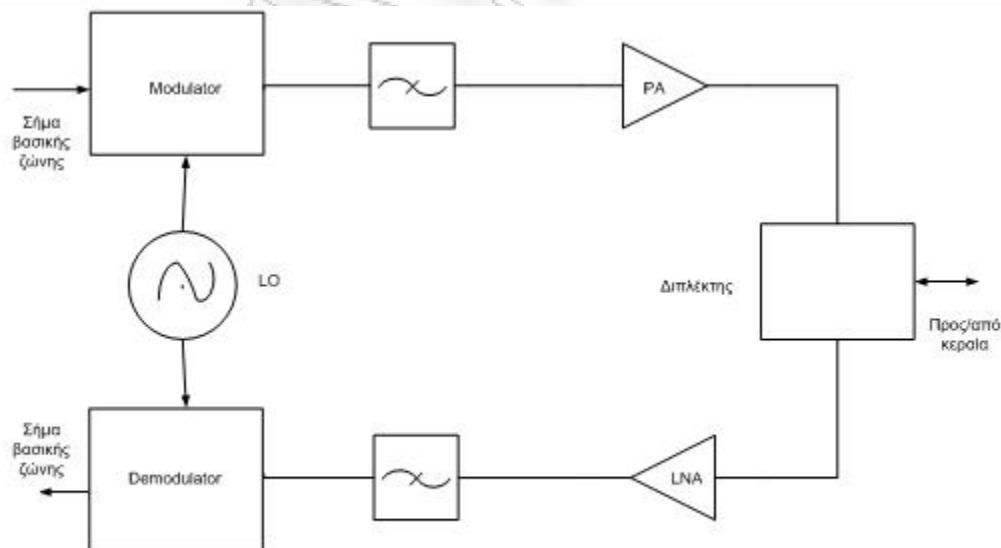 Modulator
PA
Σήμα
βασικής
ζώνης
LO
Διπλέκτης
Προς/από
κεραία
Σήμα
βασικής
ζώνης
Demodulator
LNA